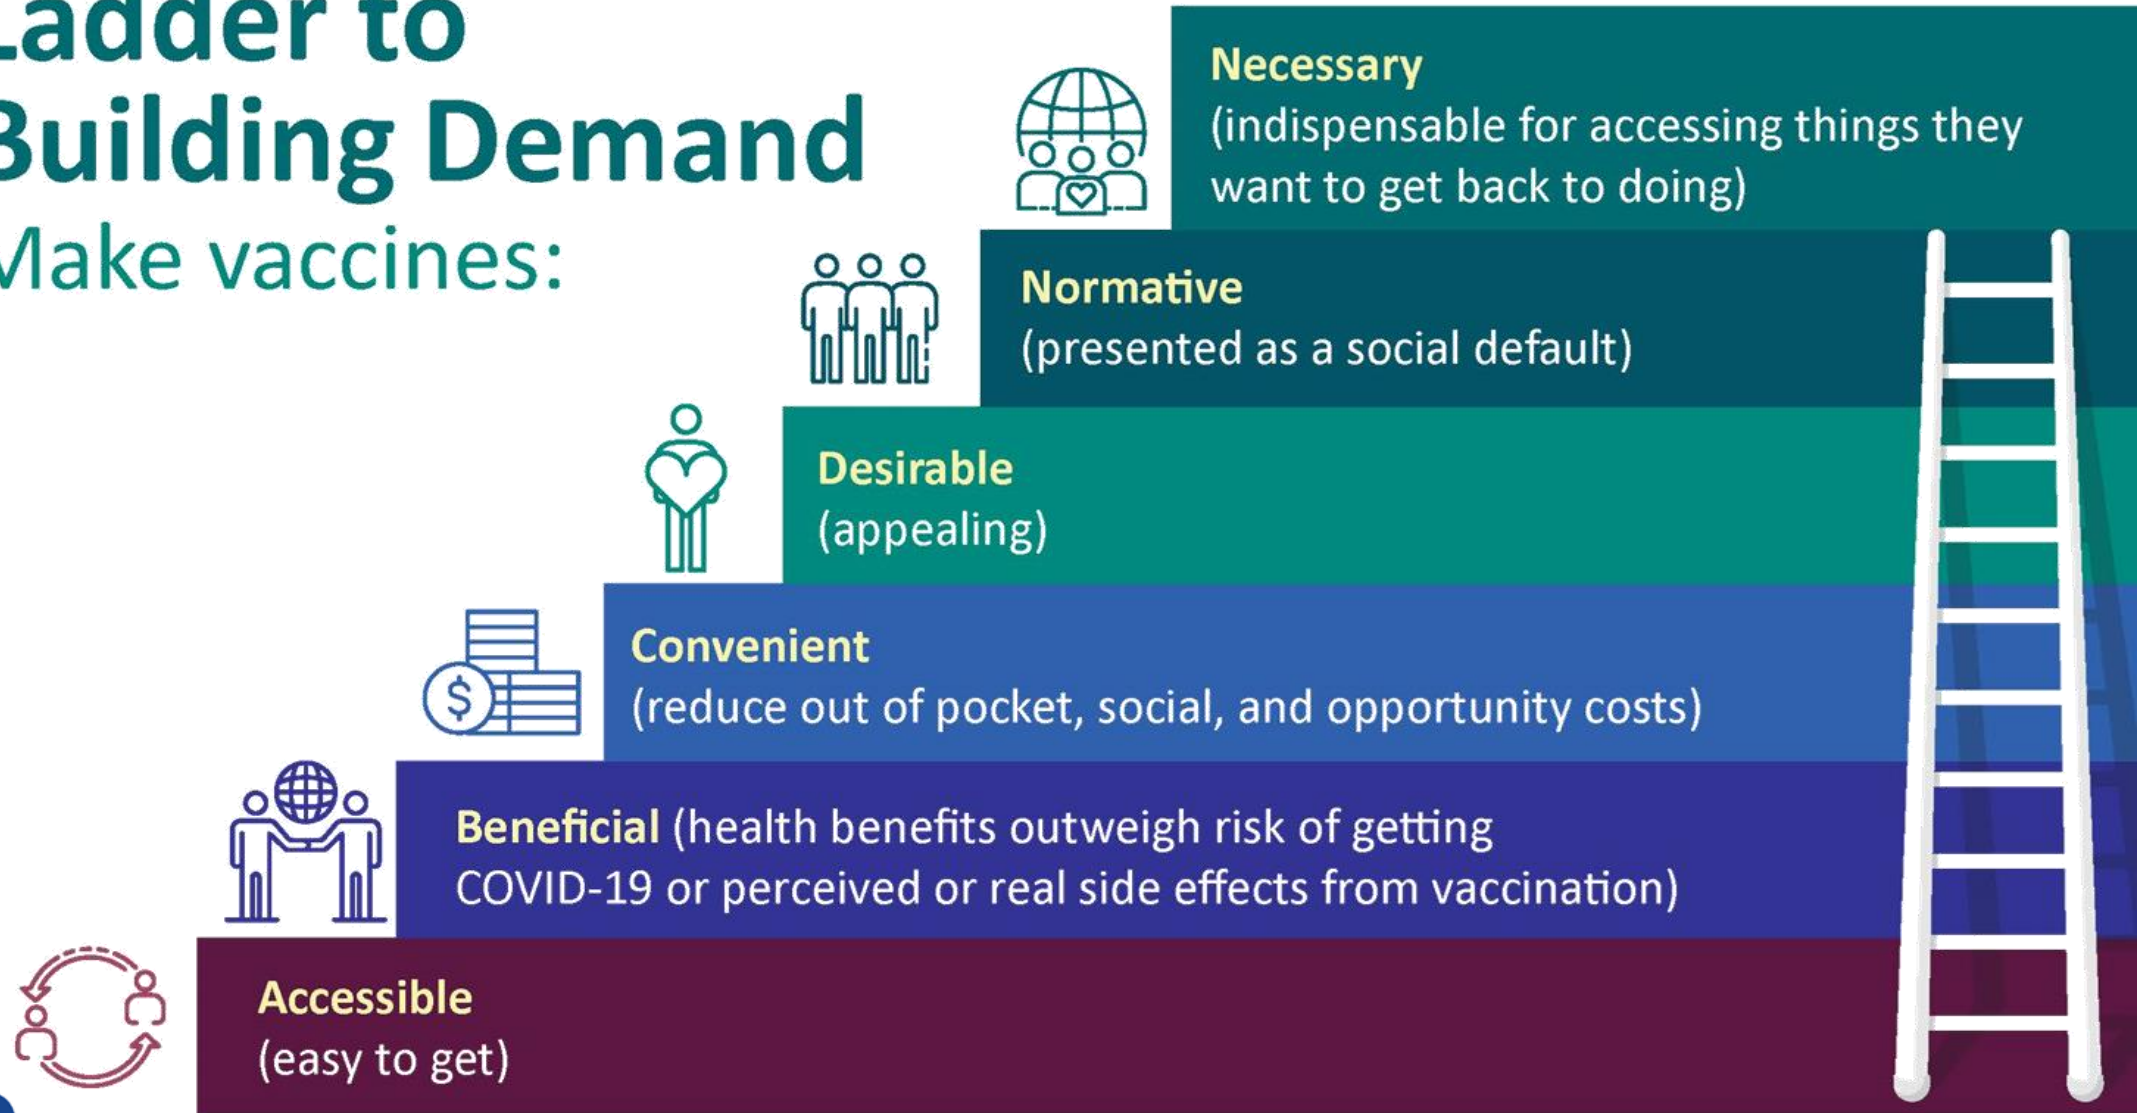 Ladder to
Building Demand
Make vaccines:
Necessary
(indispensable for accessing things they
want to get back to doing)
Normative
(presented as a social default)
Desirable
(appealing)
Convenient
(reduce out of pocket, social, and opportunity costs)
$
Beneficial (health benefits outweigh risk of getting
COVID-19 or perceived or real side effects from vaccination)
Accessible
(easy to get)